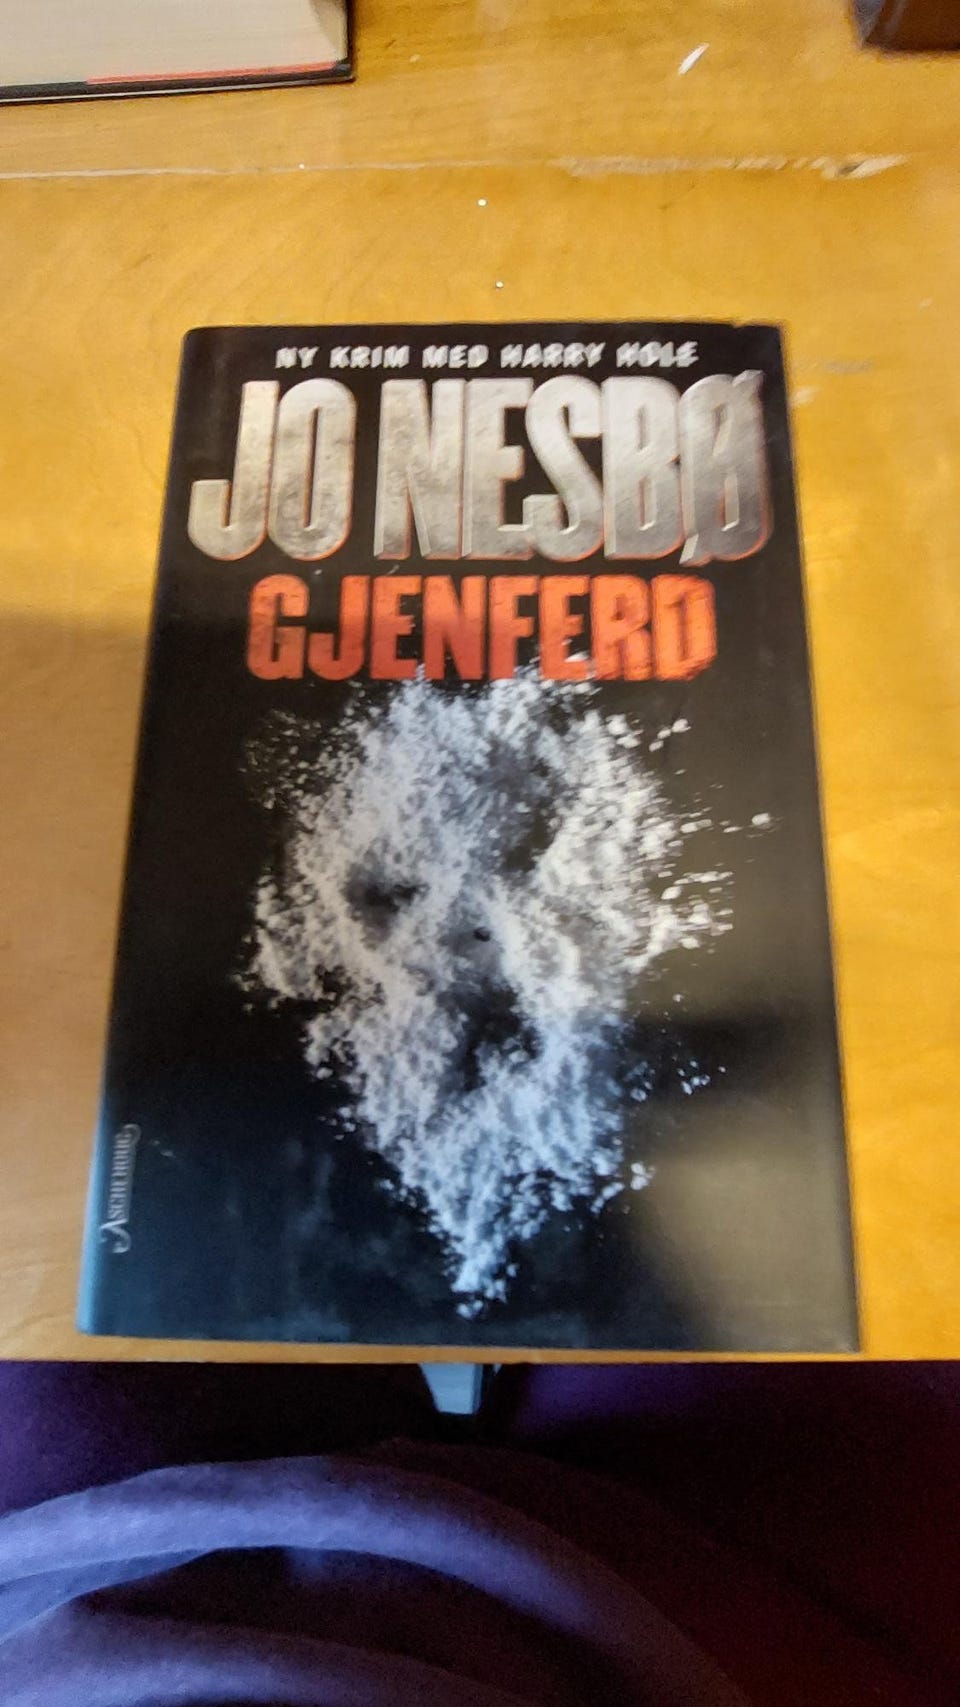 NY KRIM MED HARRY HOLE
JO NESBØ
GJENFERD
ASCHEHOUG